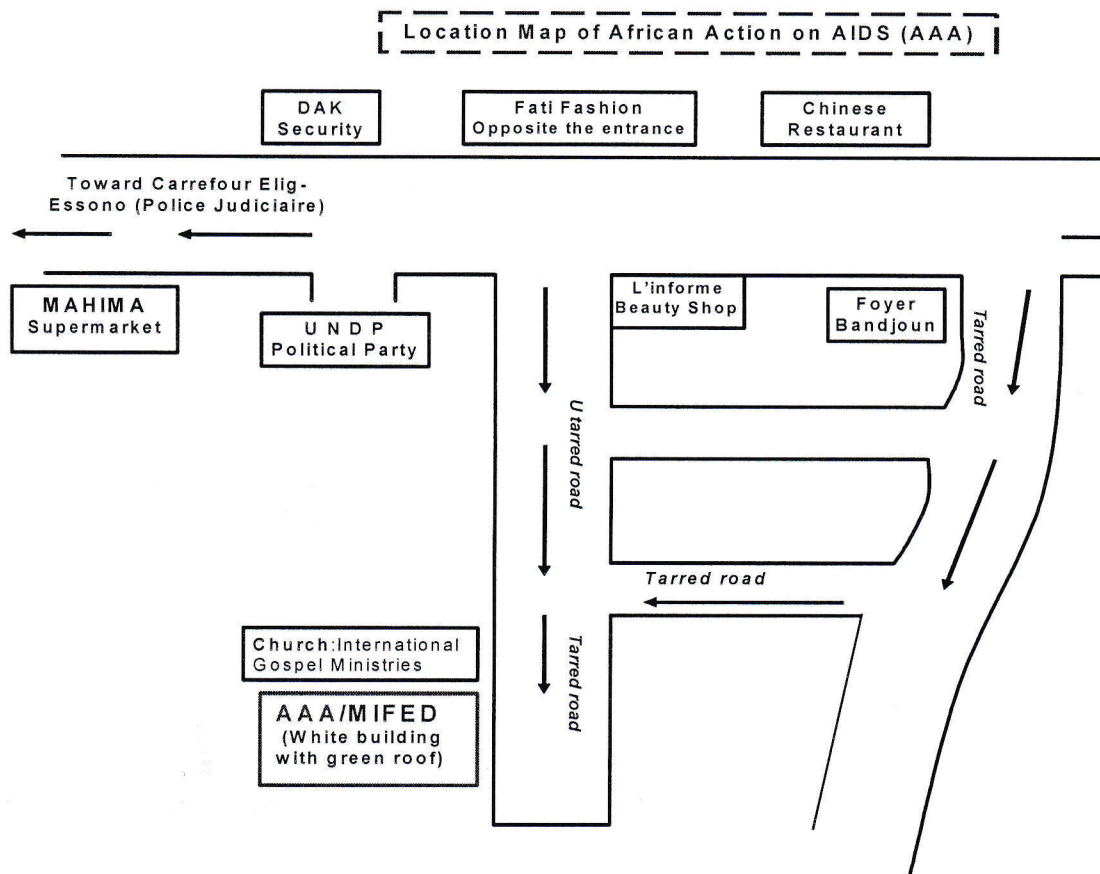 Location Map of African Action on AIDS (AAA)
DAK
Security
Fati Fashion
Opposite the entrance
Chinese
Restaurant
Toward Carrefour Elig-
Essono (Police Judiciaire)
MAHIMA
Supermarket
UNDP
Political Party
L'informe
Beauty Shop
Foyer
Bandjoun
Tarred road
U tarred road
Tarred road
Tarred road
Church:International
Gospel Ministries
AAA/MIFED
(White building
with green roof)